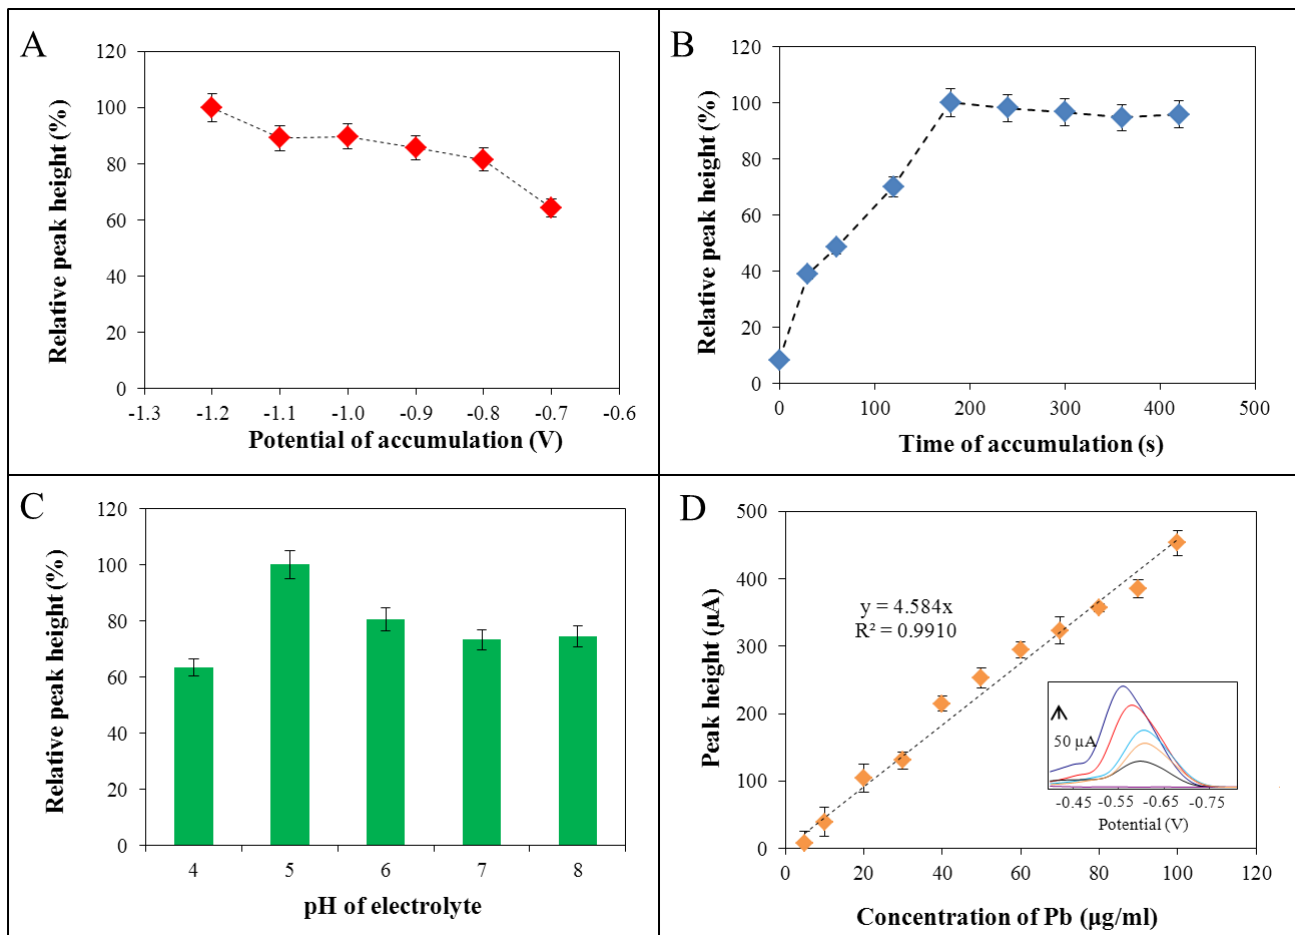 A
120
100
80
60
40
20
0
Relative peak height (%)
-1.3 -1.2 -1.1 -1.0 -0.9 -0.8 -0.7 -0.6
Potential of accumulation (V)
B
120
100
80
60
40
20
0
Relative peak height (%)
0 100 200 300 400 500
Time of accumulation (s)
C
120
100
80
60
40
20
0
Relative peak height (%)
4 5 6 7 8
pH of electrolyte
D
500
400
300
200
100
0
Peak height (µA)
y = 4.584x
R² = 0.9910
50 µA
-0.45 -0.55 -0.65 -0.75
Potential (V)
0 20 40 60 80 100 120
Concentration of Pb (µg/ml)